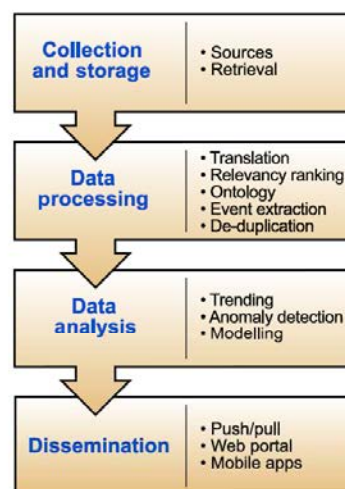 Collection
and storage
• Sources
• Retrieval
Data
processing
• Translation
• Relevancy ranking
• Ontology
• Event extraction
• De-duplication
Data
analysis
• Trending
• Anomaly detection
• Modelling
Dissemination
• Push/pull
• Web portal
• Mobile apps